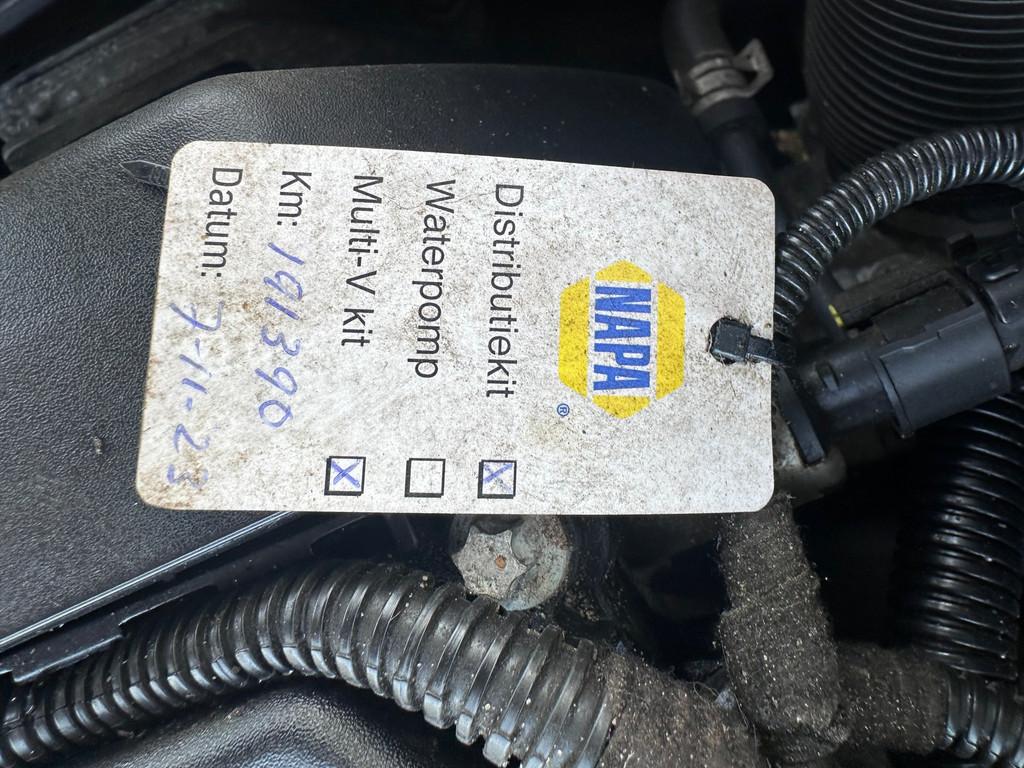 NAPA®
Distributiekit X
Waterpomp
Multi-V kit X
Km: 191390
Datum: 7-11-23